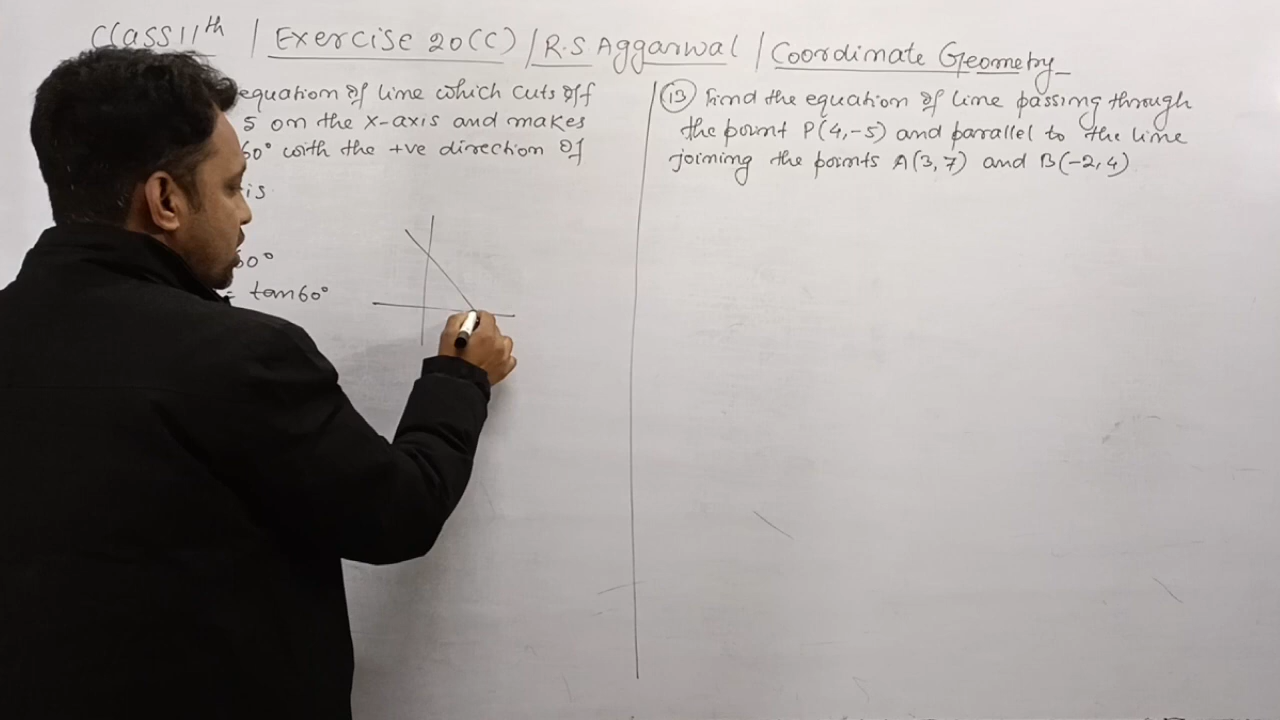 Class 11th / Exercise 20(C) / R.S Aggarwal / Coordinate Geometry
equation of line which cuts off
5 on the x-axis and makes
60° with the +ve direction of
is
60°
= tan60°
(13) Find the equation of line passing through
the point P(4,-5) and parallel to the line
joining the points A(3,7) and B(-2,4)